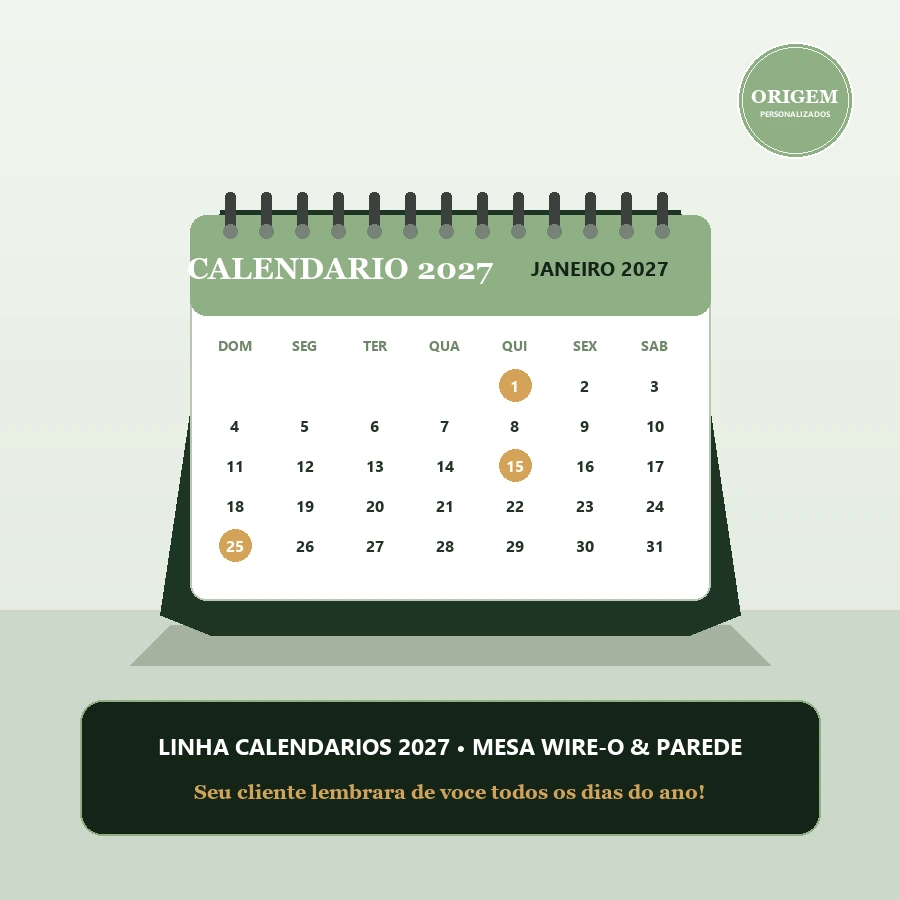 ORIGEM
PERSONALIZADOS
CALENDARIO 2027 JANEIRO 2027
DOM SEG TER QUA QUI SEX SAB
1 2 3
4 5 6 7 8 9 10
11 12 13 14 15 16 17
18 19 20 21 22 23 24
25 26 27 28 29 30 31
LINHA CALENDARIOS 2027 • MESA WIRE-O & PAREDE
Seu cliente lembrara de voce todos os dias do ano!